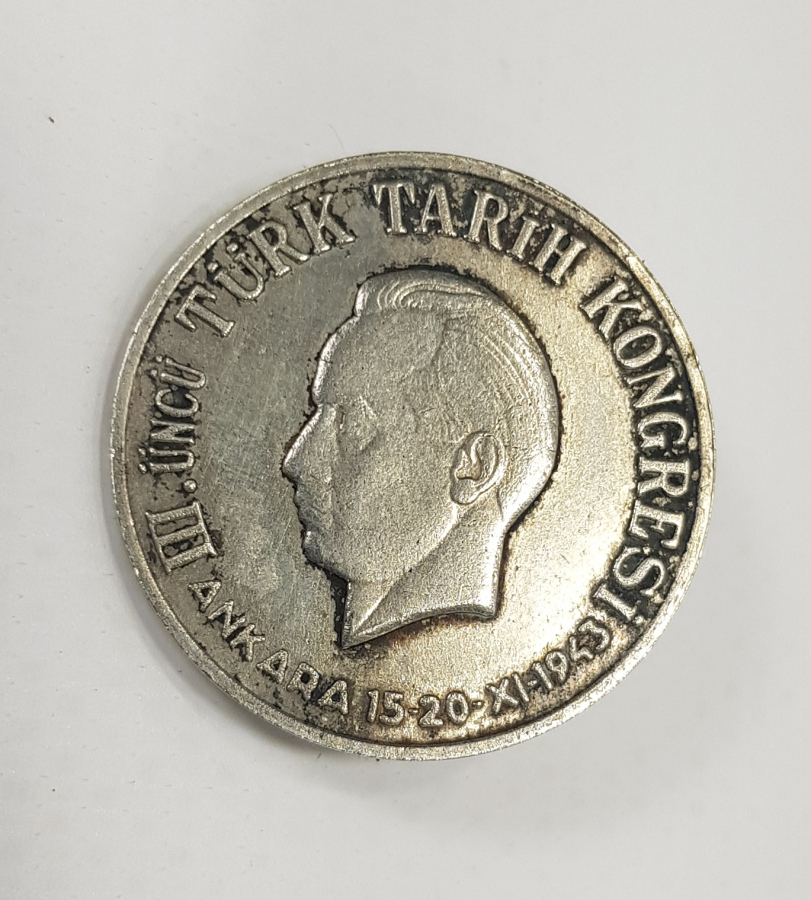 III.ÜNCÜ TÜRK TARİH KONGRESİ
ANKARA 15-20-XI-1943